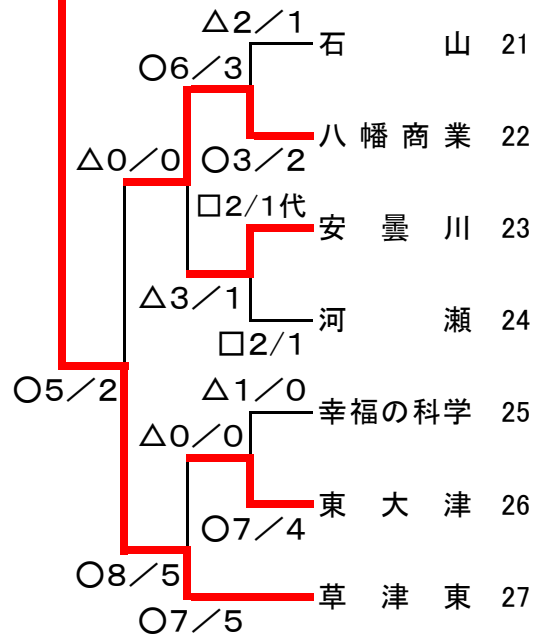 △2／1
石山 21
○6／3
八幡商業 22
△0／0 ○3／2
□2/1代
安曇川 23
△3／1
河瀬 24
□2/1
○5／2 △1／0
幸福の科学 25
△0／0
東大津 26
○7／4
○8／5
草津東 27
○7／5